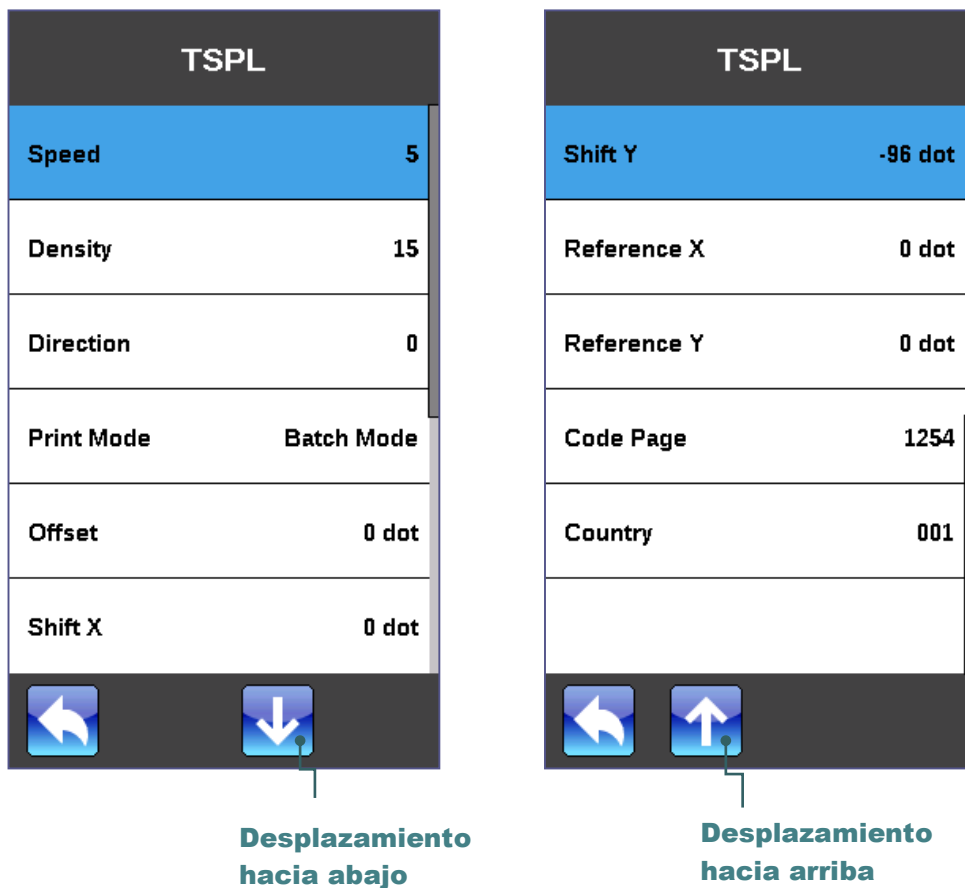 TSPL
Speed 5
Density 15
Direction 0
Print Mode Batch Mode
Offset 0 dot
Shift X 0 dot
Desplazamiento
hacia abajo
TSPL
Shift Y -96 dot
Reference X 0 dot
Reference Y 0 dot
Code Page 1254
Country 001
Desplazamiento
hacia arriba